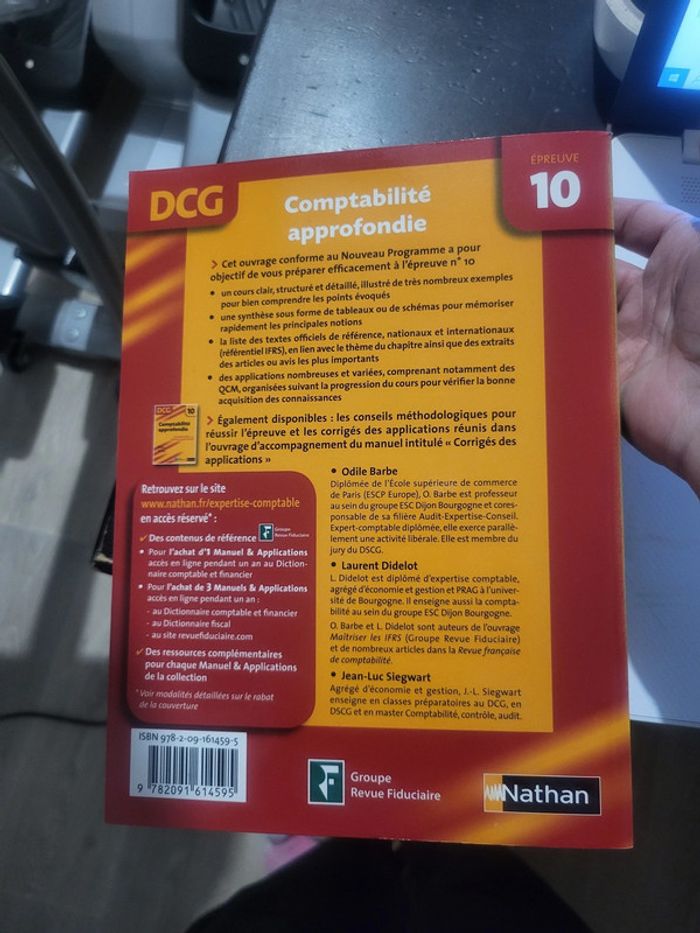 DCG
Comptabilité
approfondie
ÉPREUVE
10
> Cet ouvrage conforme au Nouveau Programme a pour
objectif de vous préparer efficacement à l'épreuve n° 10
• un cours clair, structuré et détaillé, illustré de très nombreux exemples
pour bien comprendre les points évoqués
• une synthèse sous forme de tableaux ou de schémas pour mémoriser
rapidement les principales notions
• la liste des textes officiels de référence, nationaux et internationaux
(référentiel IFRS), en lien avec le thème du chapitre ainsi que des extraits
des articles ou avis les plus importants
• des applications nombreuses et variées, comprenant notamment des
QCM, organisées suivant la progression du cours pour vérifier la bonne
acquisition des connaissances
DCG 10
Comptabilité
approfondie
> Également disponibles : les conseils méthodologiques pour
réussir l'épreuve et les corrigés des applications réunis dans
l'ouvrage d'accompagnement du manuel intitulé « Corrigés des
applications »
Retrouvez sur le site
www.nathan.fr/expertise-comptable
en accès réservé* :
✓ Des contenus de référence
Groupe
Revue Fiduciaire
• Pour l'achat d'1 Manuel & Applications
accès en ligne pendant un an au Diction-
naire comptable et financier
• Pour l'achat de 3 Manuels & Applications
accès en ligne pendant un an :
- au Dictionnaire comptable et financier
- au Dictionnaire fiscal
- au site revuefiduciaire.com
✓ Des ressources complémentaires
pour chaque Manuel & Applications
de la collection
* Voir modalités détaillées sur le rabat
de la couverture
• Odile Barbe
Diplômée de l'École supérieure de commerce
de Paris (ESCP Europe), O. Barbe est professeur
au sein du groupe ESC Dijon Bourgogne et cores-
ponsable de sa filière Audit-Expertise-Conseil.
Expert-comptable diplômée, elle exerce parallè-
lement une activité libérale. Elle est membre du
jury du DSCG.
• Laurent Didelot
L. Didelot est diplômé d'expertise comptable,
agrégé d'économie et gestion et PRAG à l'univer-
sité de Bourgogne. Il enseigne aussi la compta-
bilité au sein du groupe ESC Dijon Bourgogne.
O. Barbe et L. Didelot sont auteurs de l'ouvrage
Maîtriser les IFRS (Groupe Revue Fiduciaire)
et de nombreux articles dans la Revue française
de comptabilité.
• Jean-Luc Siegwart
Agrégé d'économie et gestion, J.-L. Siegwart
enseigne en classes préparatoires au DCG, en
DSCG et en master Comptabilité, contrôle, audit.
ISBN 978-2-09-161459-5
9 782091 614595
Groupe
Revue Fiduciaire
Nathan